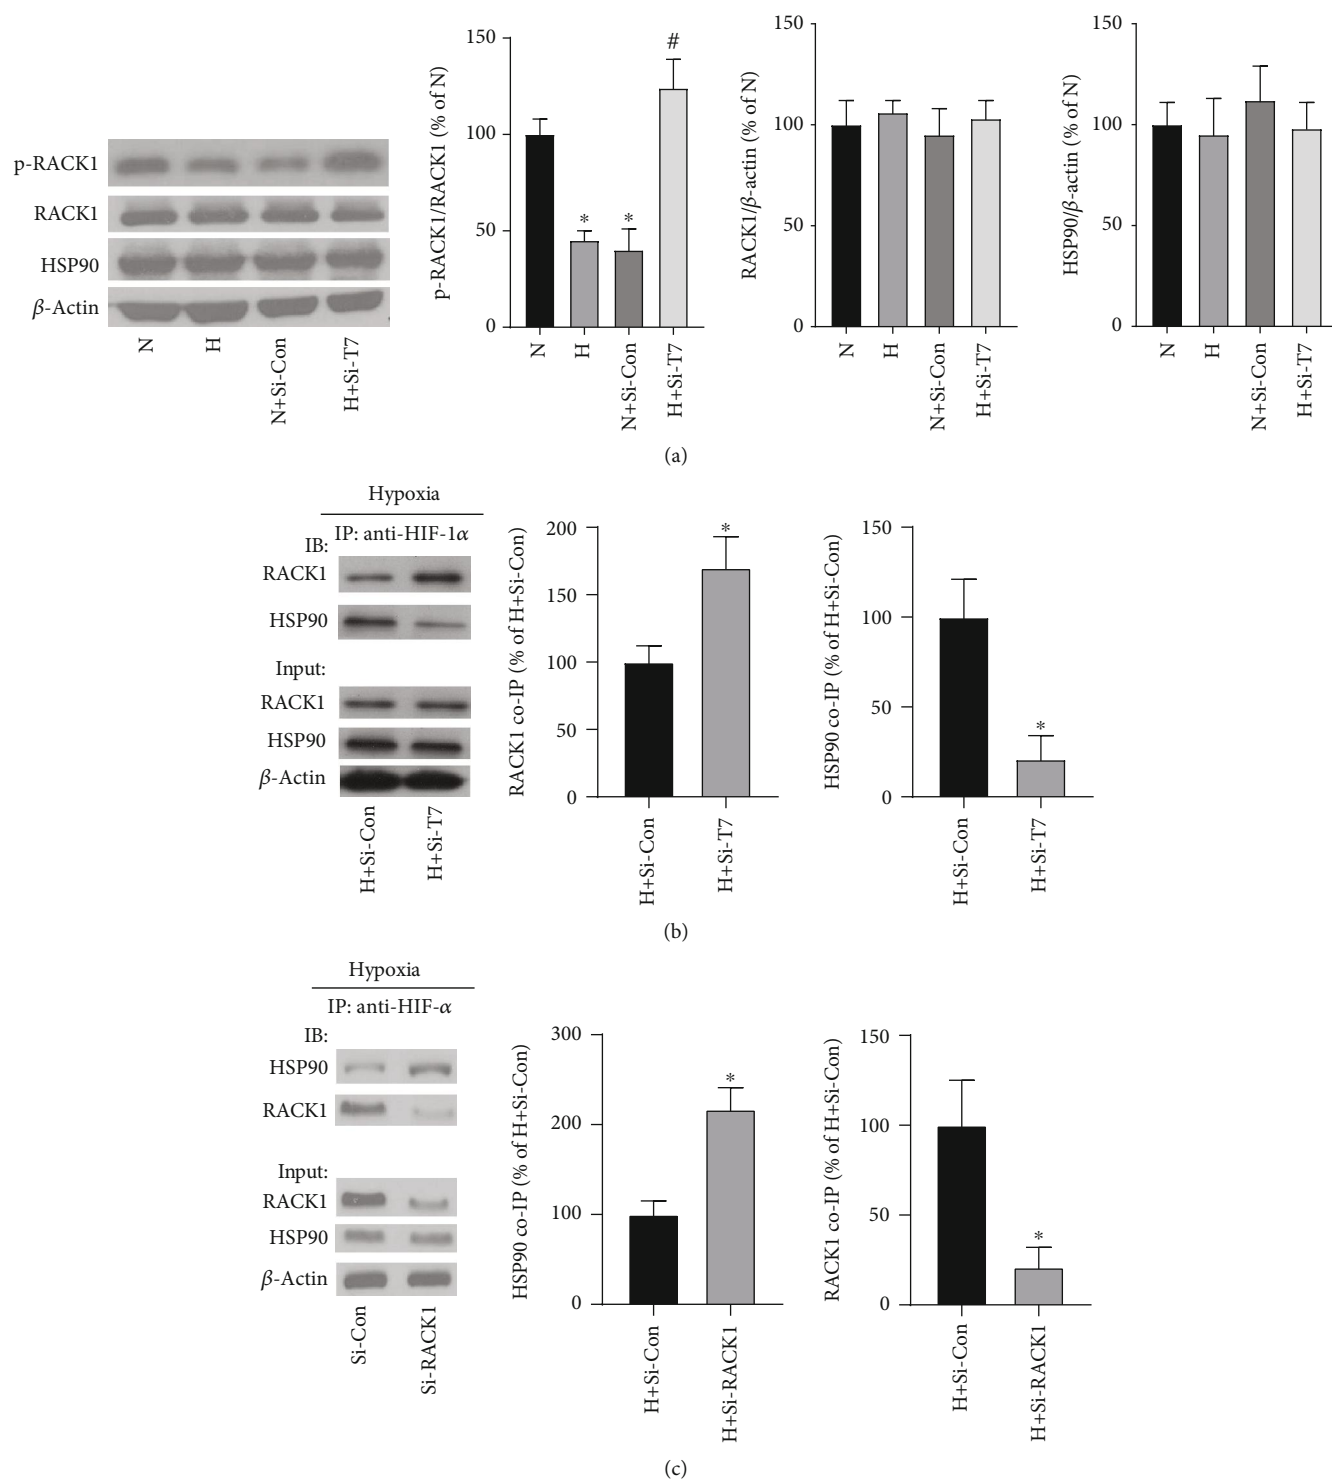 p-RACK1
RACK1
HSP90
β-Actin
N
H
N+Si-Con
H+Si-T7
p-RACK1/RACK1 (% of N)
150
100
50
0
*
*
#
N
H
N+Si-Con
H+Si-T7
RACK1/β-actin (% of N)
150
100
50
0
N
H
N+Si-Con
H+Si-T7
HSP90/β-actin (% of N)
150
100
50
0
N
H
N+Si-Con
H+Si-T7
(a)
Hypoxia
IP: anti-HIF-1α
IB:
RACK1
HSP90
Input:
RACK1
HSP90
β-Actin
H+Si-Con
H+Si-T7
RACK1 co-IP (% of H+Si-Con)
200
150
100
50
0
*
H+Si-Con
H+Si-T7
HSP90 co-IP (% of H+Si-Con)
150
100
50
0
*
H+Si-Con
H+Si-T7
(b)
Hypoxia
IP: anti-HIF-α
IB:
HSP90
RACK1
Input:
RACK1
HSP90
β-Actin
Si-Con
Si-RACK1
HSP90 co-IP (% of H+Si-Con)
300
200
100
0
*
H+Si-Con
H+Si-RACK1
RACK1 co-IP (% of H+Si-Con)
150
100
50
0
*
H+Si-Con
H+Si-RACK1
(c)